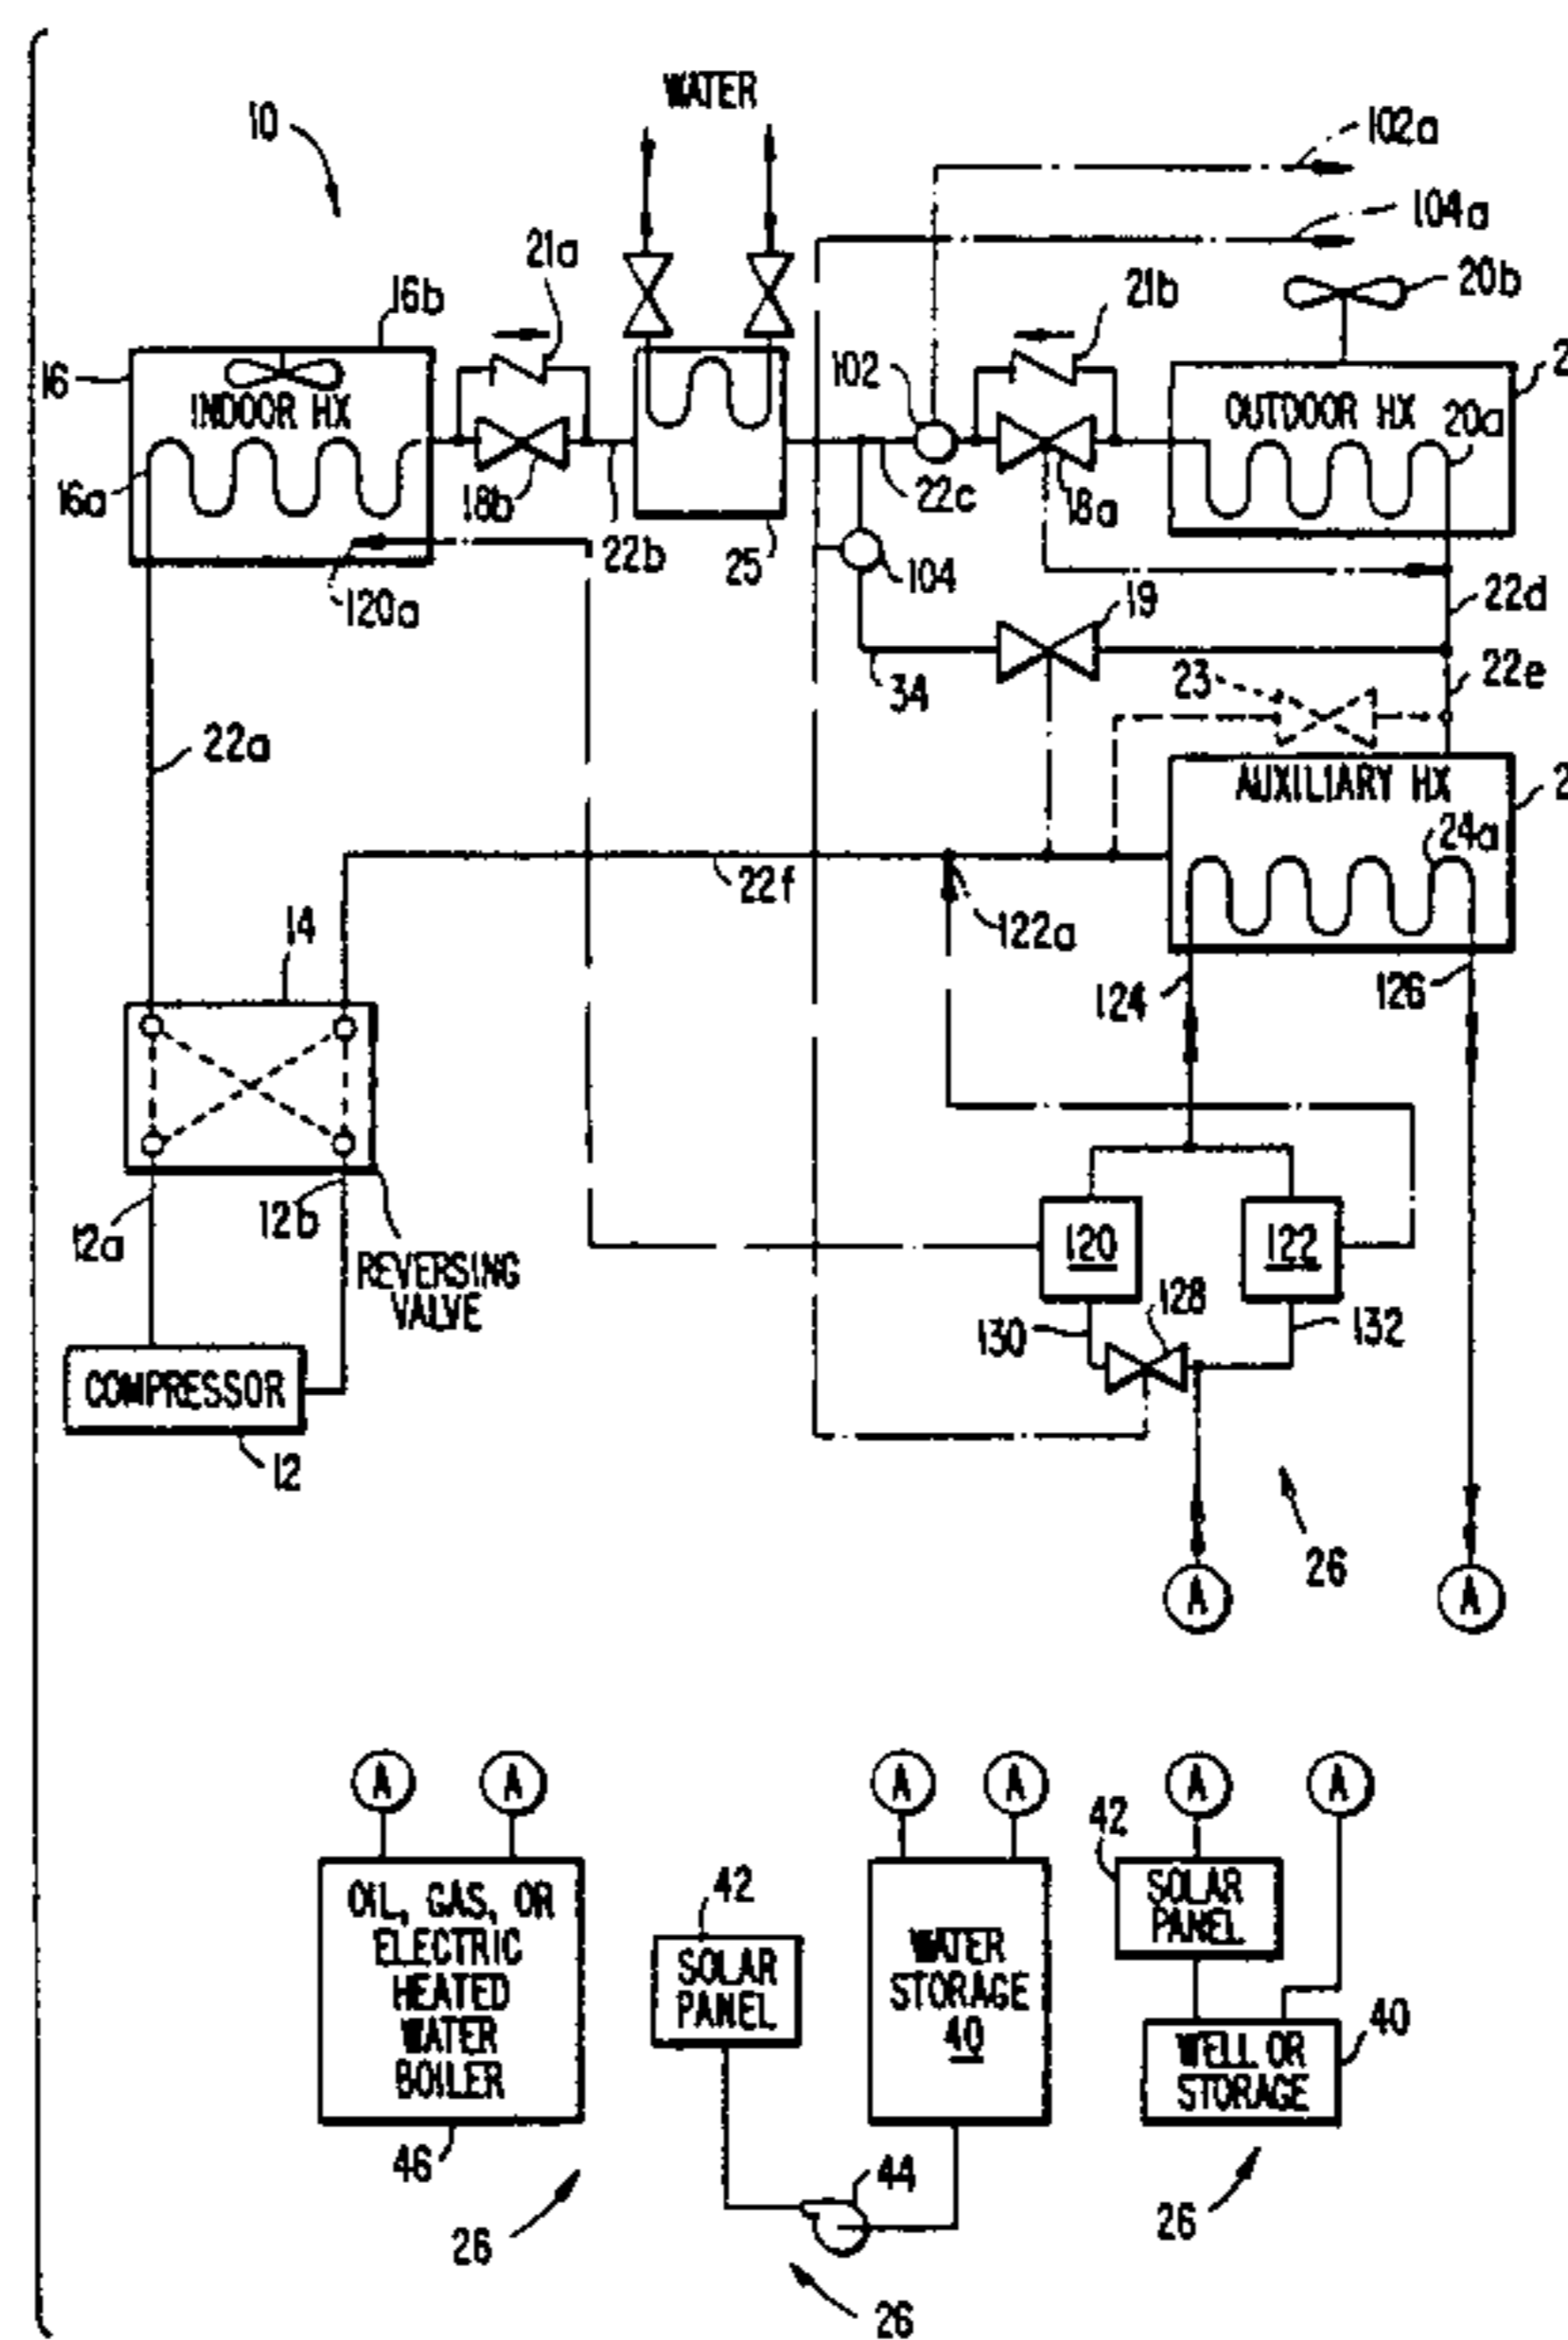 WATER
10
102a
104a
21a
16b
21b
20b
16
INDOOR HX
102
OUTDOOR HX
2
20a
16a
18b
22c
18a
22b
25
104
120a
19
22d
34
23
22e
22a
AUXILIARY HX
2
24a
22f
14
122a
124
126
12a
12b
REVERSING
VALVE
120
122
128
130
132
COMPRESSOR
12
26
A
A
A
A
A
A
A
A
42
OIL, GAS, OR
ELECTRIC
HEATED
WATER
BOILER
42
SOLAR
PANEL
WATER
STORAGE
40
SOLAR
PANEL
WELL OR
STORAGE
40
46
44
26
26
26